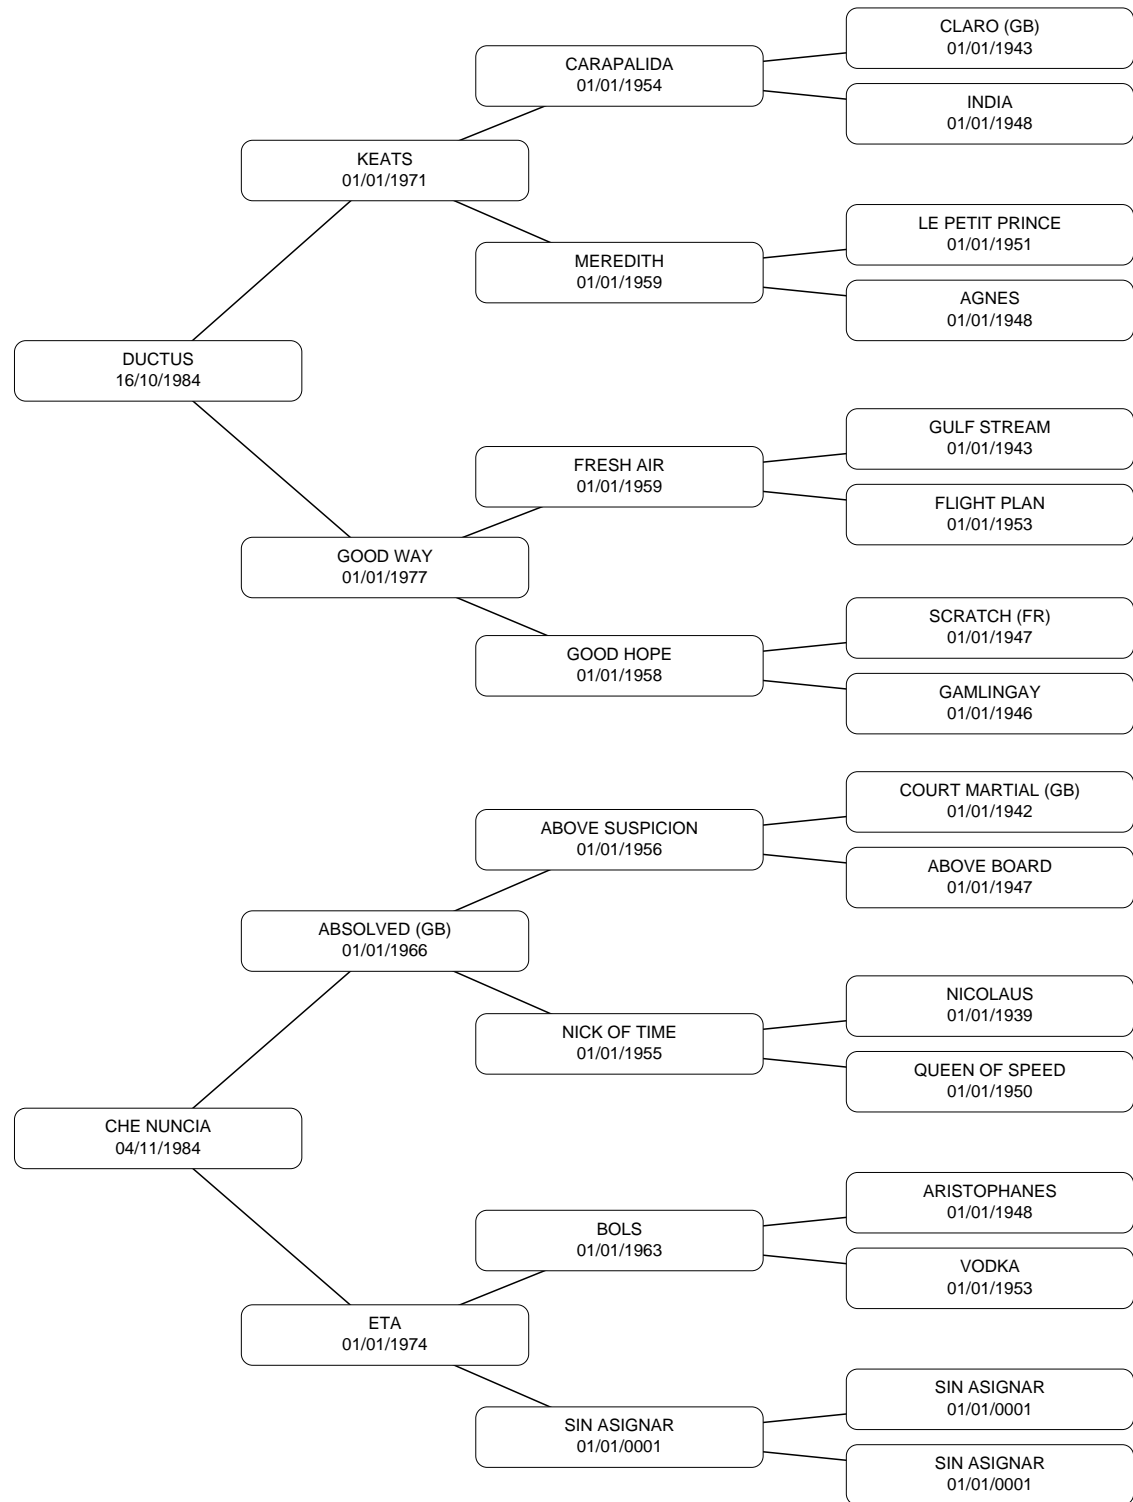 CLARO (GB)
01/01/1943
CARAPALIDA
01/01/1954
INDIA
01/01/1948
KEATS
01/01/1971
LE PETIT PRINCE
01/01/1951
MEREDITH
01/01/1959
AGNES
01/01/1948
DUCTUS
16/10/1984
GULF STREAM
01/01/1943
FRESH AIR
01/01/1959
FLIGHT PLAN
01/01/1953
GOOD WAY
01/01/1977
SCRATCH (FR)
01/01/1947
GOOD HOPE
01/01/1958
GAMLINGAY
01/01/1946
COURT MARTIAL (GB)
01/01/1942
ABOVE SUSPICION
01/01/1956
ABOVE BOARD
01/01/1947
ABSOLVED (GB)
01/01/1966
NICOLAUS
01/01/1939
NICK OF TIME
01/01/1955
QUEEN OF SPEED
01/01/1950
CHE NUNCIA
04/11/1984
ARISTOPHANES
01/01/1948
BOLS
01/01/1963
VODKA
01/01/1953
ETA
01/01/1974
SIN ASIGNAR
01/01/0001
SIN ASIGNAR
01/01/0001
SIN ASIGNAR
01/01/0001